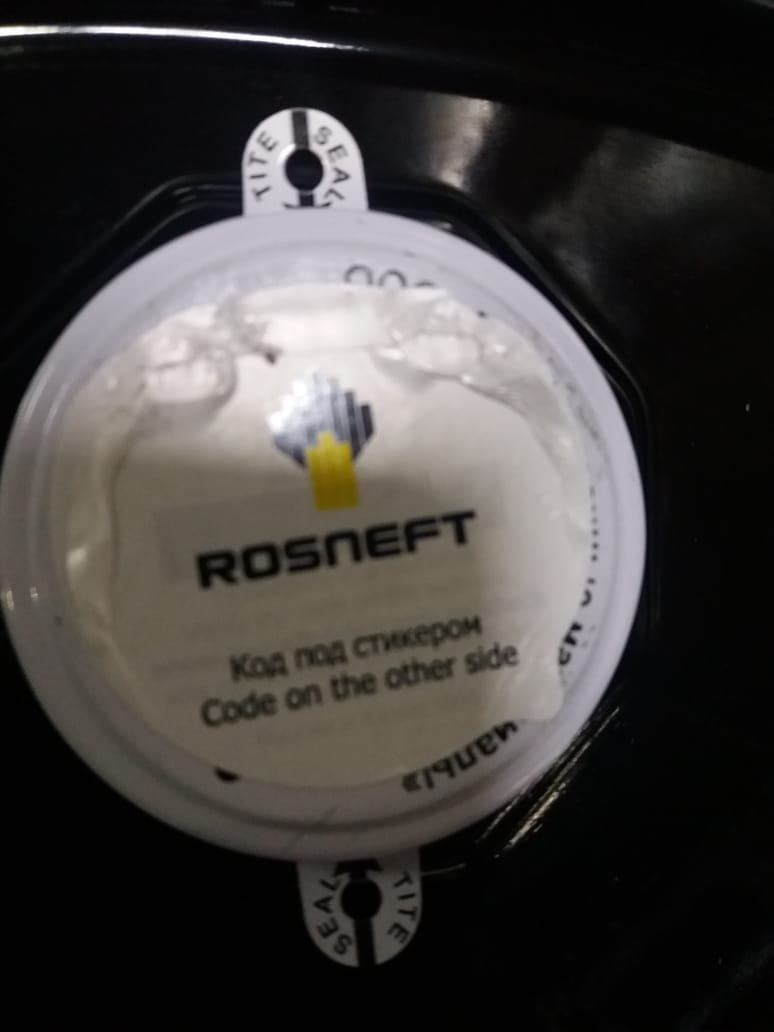 TITE SEAL
ROSNEFT
Код под стикером
Code on the other side
SEAL TITE